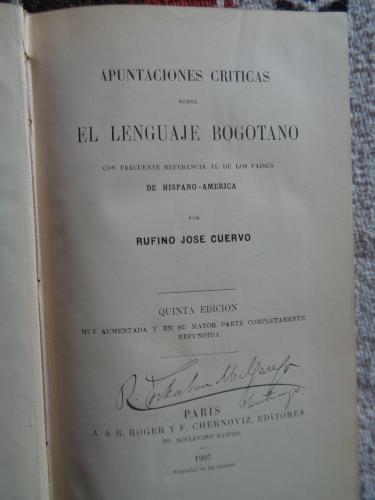 APUNTACIONES CRITICAS
SOBRE
EL LENGUAJE BOGOTANO
CON FRECUENTE REFERENCIA AL DE LOS PAISES
DE HISPANO-AMERICA
POR
RUFINO JOSE CUERVO
QUINTA EDICION
MUY AUMENTADA Y EN SU MAYOR PARTE COMPLETAMENTE
REFUNDIDA
PARIS
A. & R. ROGER Y F. CHERNOVIZ, EDITORES
99, BOULEVARD RASPAIL
1907
Propiedad de los editores